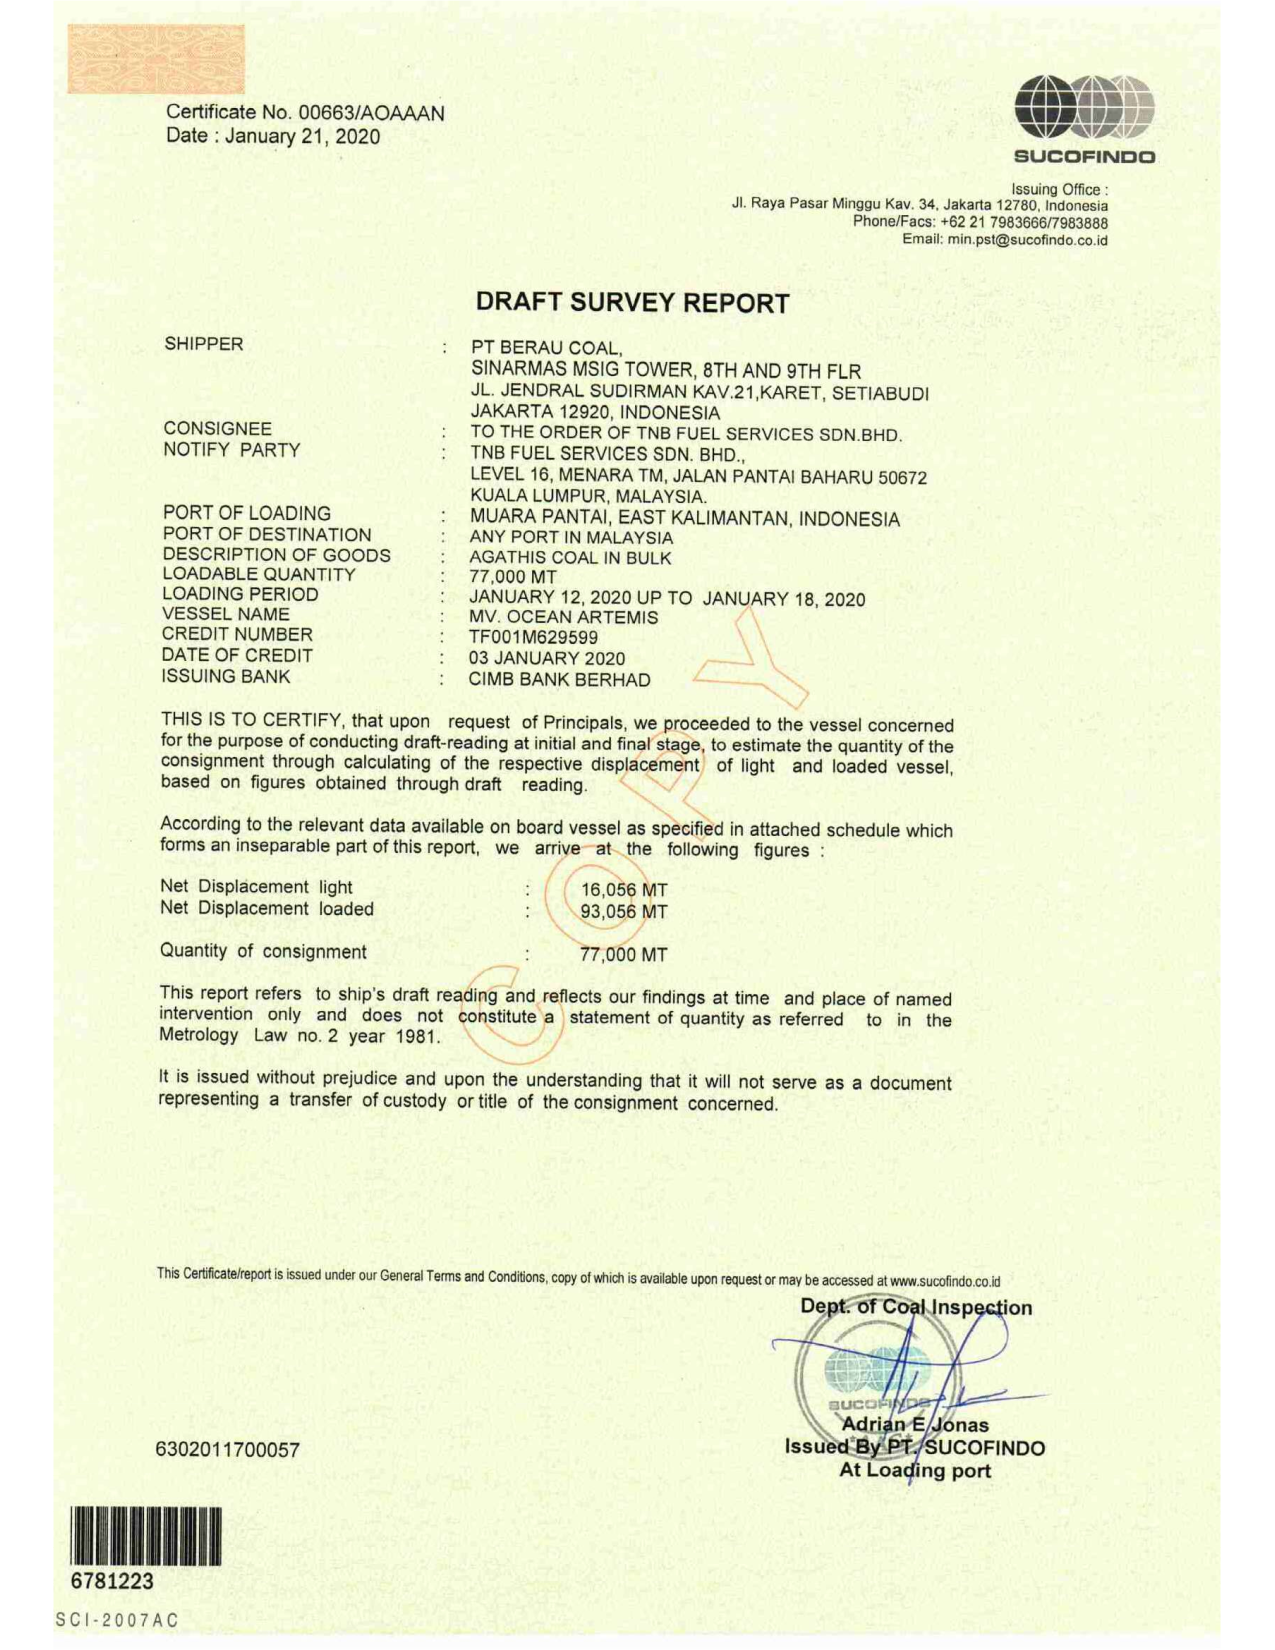 Certificate No. 00663/AOAAAN
Date : January 21, 2020
SUCOFINDO
Issuing Office :
Jl. Raya Pasar Minggu Kav. 34, Jakarta 12780, Indonesia
Phone/Facs: +62 21 7983666/7983888
Email: min.pst@sucofindo.co.id
DRAFT SURVEY REPORT
SHIPPER : PT BERAU COAL,
SINARMAS MSIG TOWER, 8TH AND 9TH FLR
JL. JENDRAL SUDIRMAN KAV.21,KARET, SETIABUDI
JAKARTA 12920, INDONESIA
CONSIGNEE : TO THE ORDER OF TNB FUEL SERVICES SDN.BHD.
NOTIFY PARTY : TNB FUEL SERVICES SDN. BHD.,
LEVEL 16, MENARA TM, JALAN PANTAI BAHARU 50672
KUALA LUMPUR, MALAYSIA.
PORT OF LOADING : MUARA PANTAI, EAST KALIMANTAN, INDONESIA
PORT OF DESTINATION : ANY PORT IN MALAYSIA
DESCRIPTION OF GOODS : AGATHIS COAL IN BULK
LOADABLE QUANTITY : 77,000 MT
LOADING PERIOD : JANUARY 12, 2020 UP TO JANUARY 18, 2020
VESSEL NAME : MV. OCEAN ARTEMIS
CREDIT NUMBER : TF001M629599
DATE OF CREDIT : 03 JANUARY 2020
ISSUING BANK : CIMB BANK BERHAD
THIS IS TO CERTIFY, that upon request of Principals, we proceeded to the vessel concerned
for the purpose of conducting draft-reading at initial and final stage, to estimate the quantity of the
consignment through calculating of the respective displacement of light and loaded vessel,
based on figures obtained through draft reading.
According to the relevant data available on board vessel as specified in attached schedule which
forms an inseparable part of this report, we arrive at the following figures :
Net Displacement light : 16,056 MT
Net Displacement loaded : 93,056 MT
Quantity of consignment : 77,000 MT
This report refers to ship's draft reading and reflects our findings at time and place of named
intervention only and does not constitute a statement of quantity as referred to in the
Metrology Law no. 2 year 1981.
It is issued without prejudice and upon the understanding that it will not serve as a document
representing a transfer of custody or title of the consignment concerned.
COPY
This Certificate/report is issued under our General Terms and Conditions, copy of which is available upon request or may be accessed at www.sucofindo.co.id
Dept. of Coal Inspection
SUCOFINDO
Adrian E Jonas
Issued By PT. SUCOFINDO
At Loading port
6302011700057
6781223
SCI-2007AC